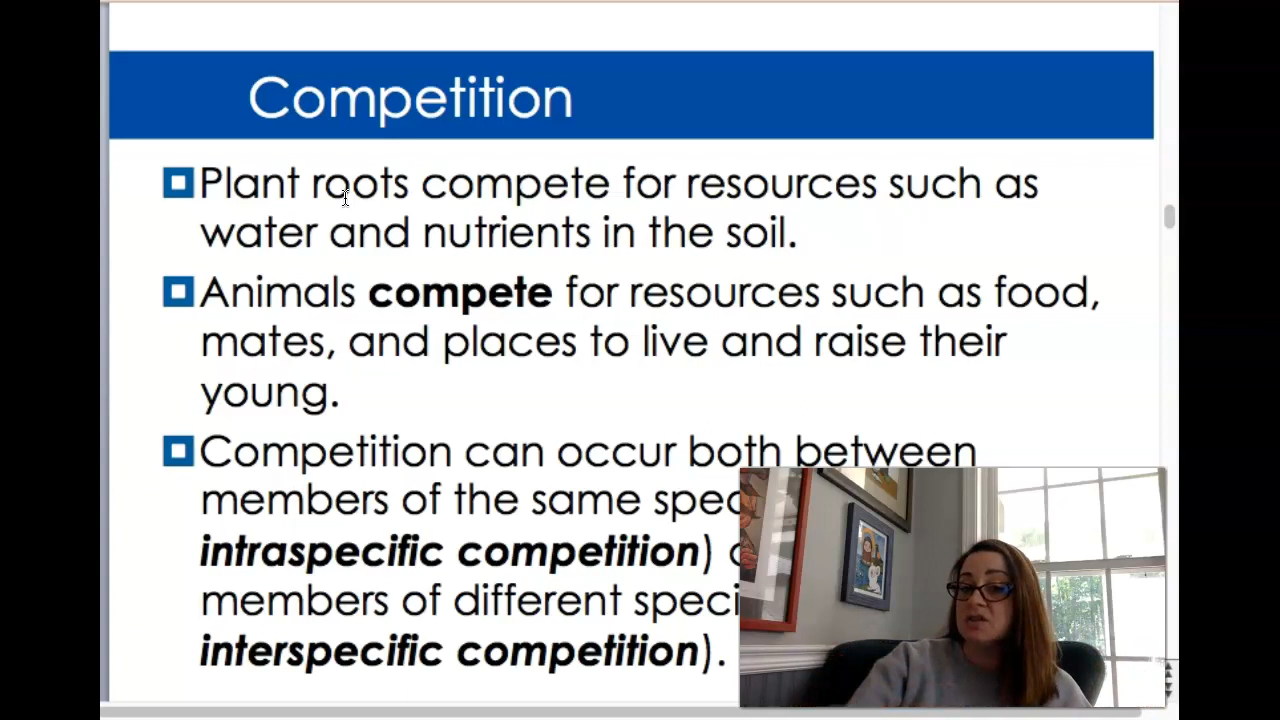 Competition
Plant roots compete for resources such as
water and nutrients in the soil.
Animals compete for resources such as food,
mates, and places to live and raise their
young.
Competition can occur both between
members of the same
intraspecific competition)
members of different
interspecific competition).